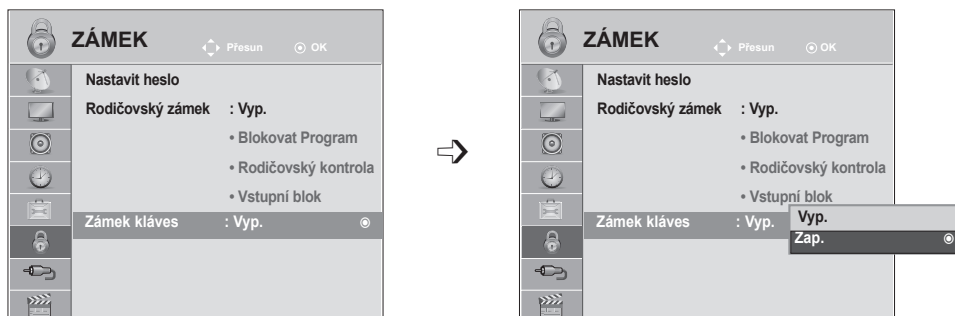 ZÁMEK
Přesun OK
Nastavit heslo
Rodičovský zámek : Vyp.
• Blokovat Program
• Rodičovský kontrola
• Vstupní blok
Zámek kláves : Vyp.
ZÁMEK
Přesun OK
Nastavit heslo
Rodičovský zámek : Vyp.
• Blokovat Program
• Rodičovský kontrola
• Vstupní blok
Zámek kláves : Vyp.
Vyp.
Zap.